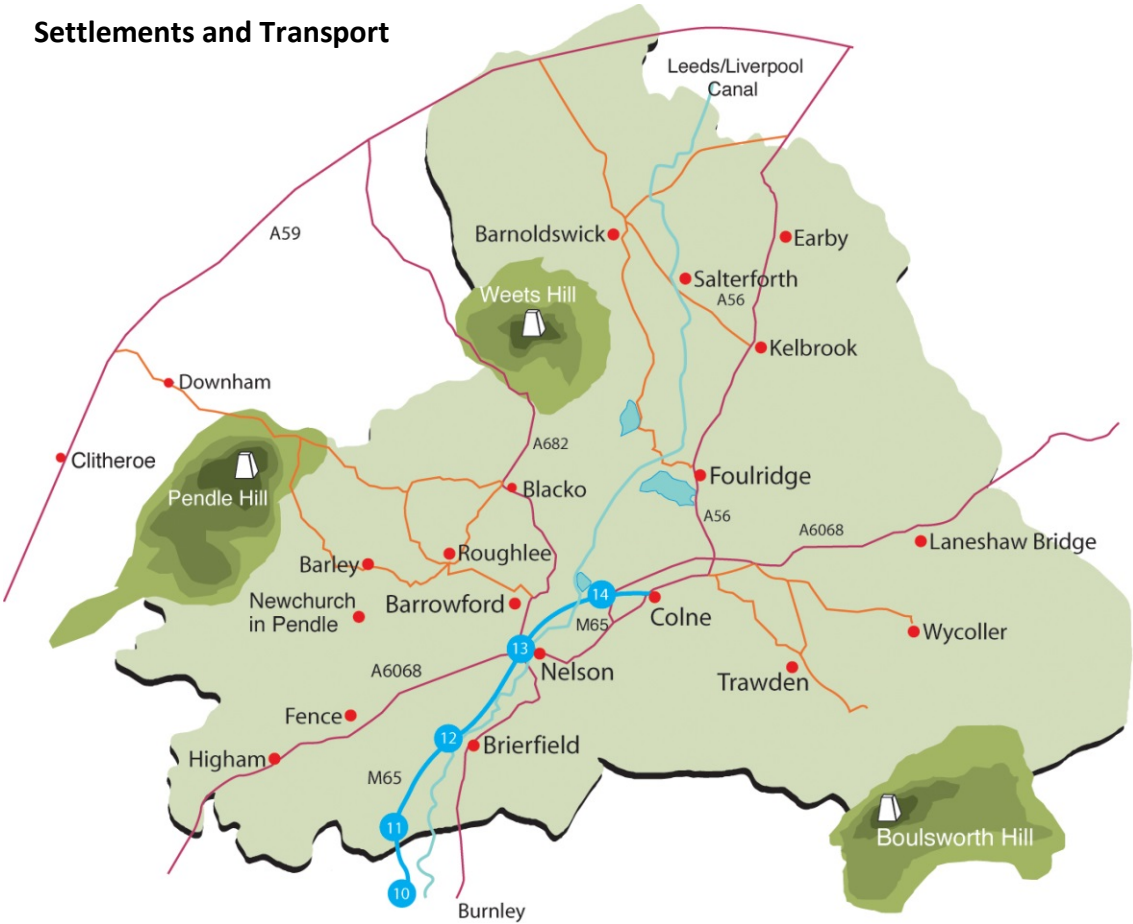 Settlements and Transport
Leeds/Liverpool
Canal
A59
Barnoldswick
Earby
Salterforth
A56
Weets Hill
Kelbrook
Downham
A682
Clitheroe
Pendle Hill
Blacko
Foulridge
A56
A6068
Laneshaw Bridge
Roughlee
Barley
Newchurch
in Pendle
Barrowford
14
Colne
M65
Wycoller
13
Nelson
A6068
Trawden
Fence
12
Brierfield
Higham
M65
11
Boulsworth Hill
10
Burnley